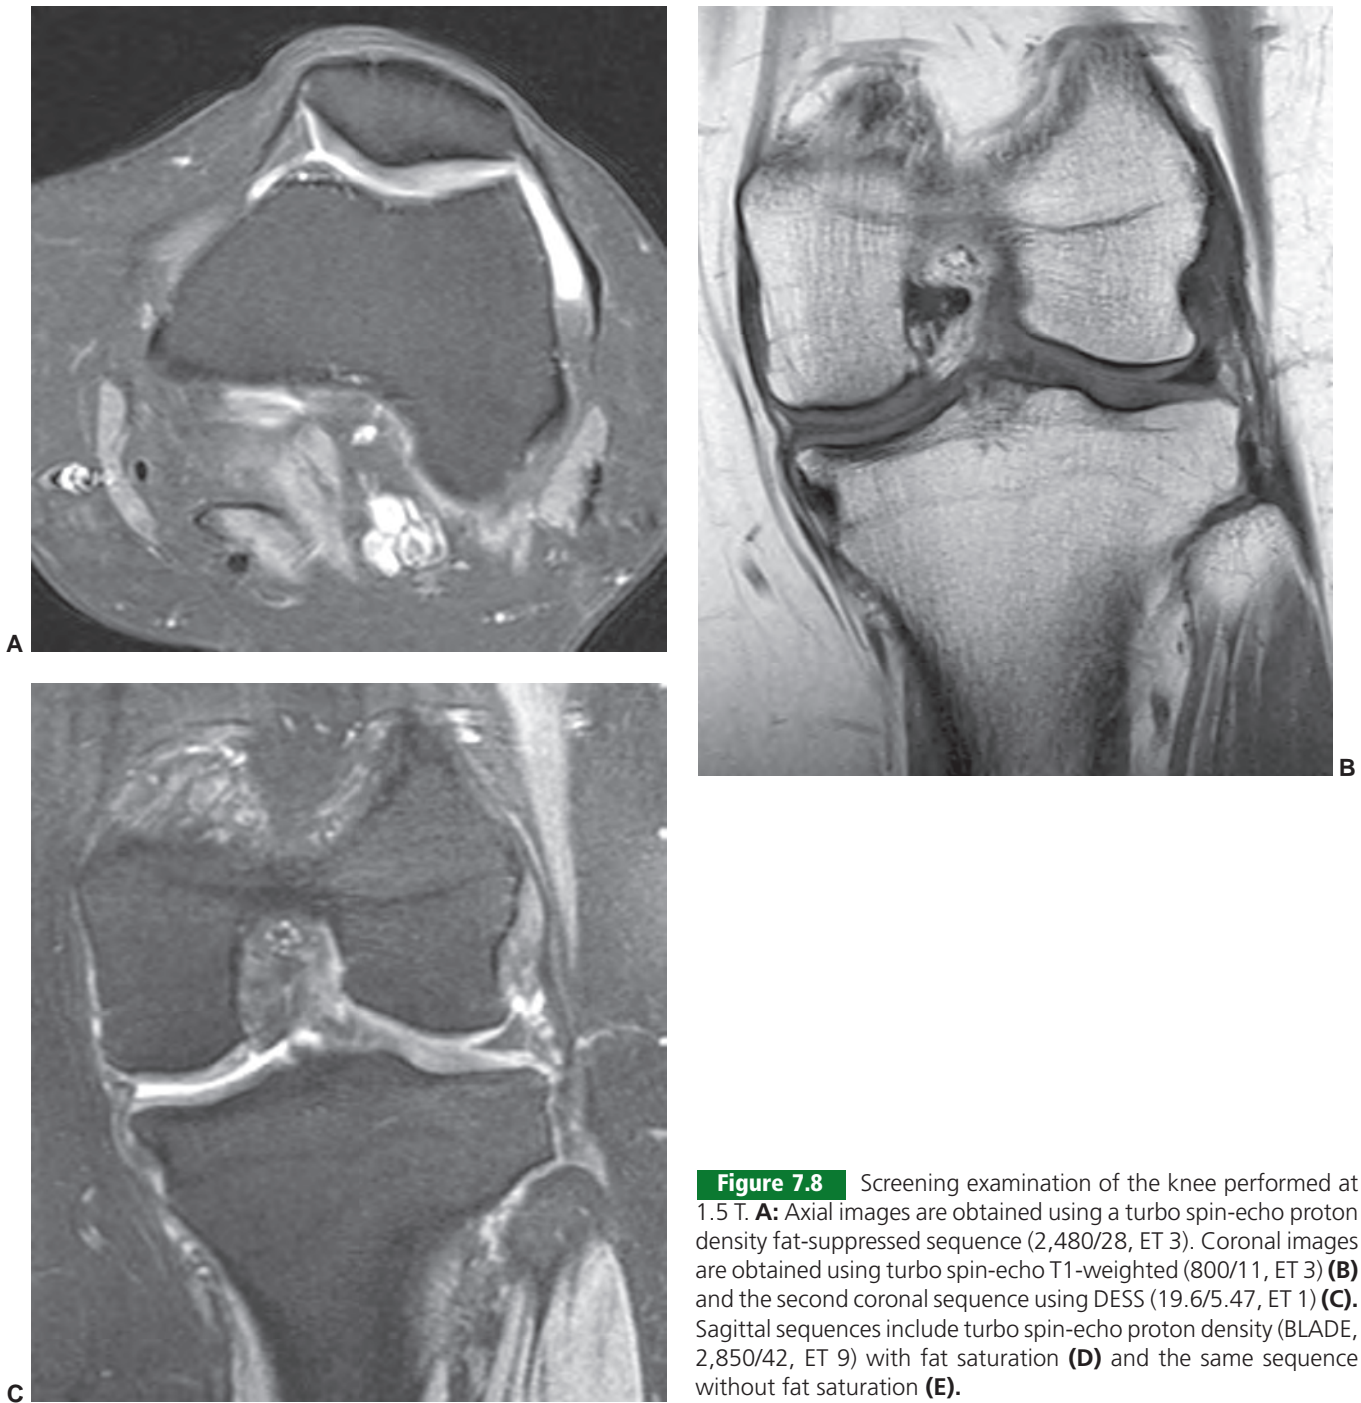 A
B
C
Figure 7.8 Screening examination of the knee performed at
1.5 T. A: Axial images are obtained using a turbo spin-echo proton
density fat-suppressed sequence (2,480/28, ET 3). Coronal images
are obtained using turbo spin-echo T1-weighted (800/11, ET 3) (B)
and the second coronal sequence using DESS (19.6/5.47, ET 1) (C).
Sagittal sequences include turbo spin-echo proton density (BLADE,
2,850/42, ET 9) with fat saturation (D) and the same sequence
without fat saturation (E).